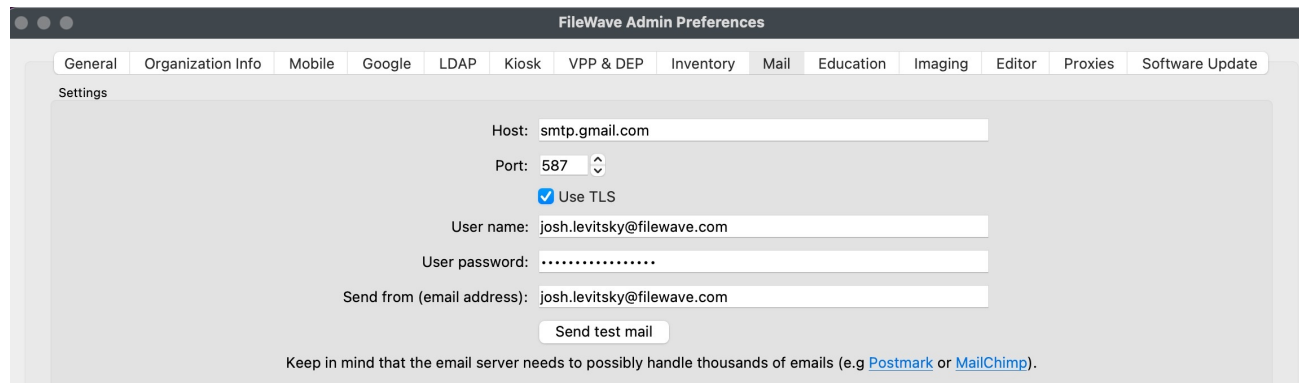 FileWave Admin Preferences
General Organization Info Mobile Google LDAP Kiosk VPP & DEP Inventory Mail Education Imaging Editor Proxies Software Update
Settings
Host: smtp.gmail.com
Port: 587
Use TLS
User name: josh.levitsky@filewave.com
User password: •••••••••••••••••
Send from (email address): josh.levitsky@filewave.com
Send test mail
Keep in mind that the email server needs to possibly handle thousands of emails (e.g Postmark or MailChimp).